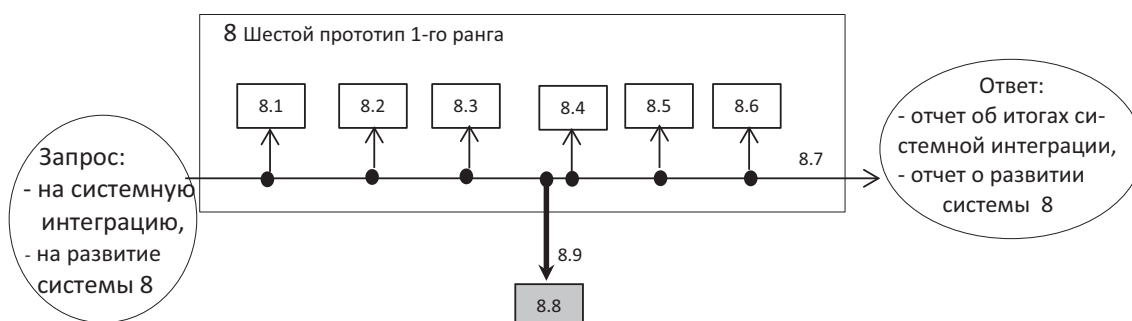 8 Шестой прототип 1-го ранга
8.1
8.2
8.3
8.4
8.5
8.6
Запрос:
- на системную
интеграцию,
- на развитие
системы 8
8.7
Ответ:
- отчет об итогах си-
стемной интеграции,
- отчет о развитии
системы 8
8.9
8.8